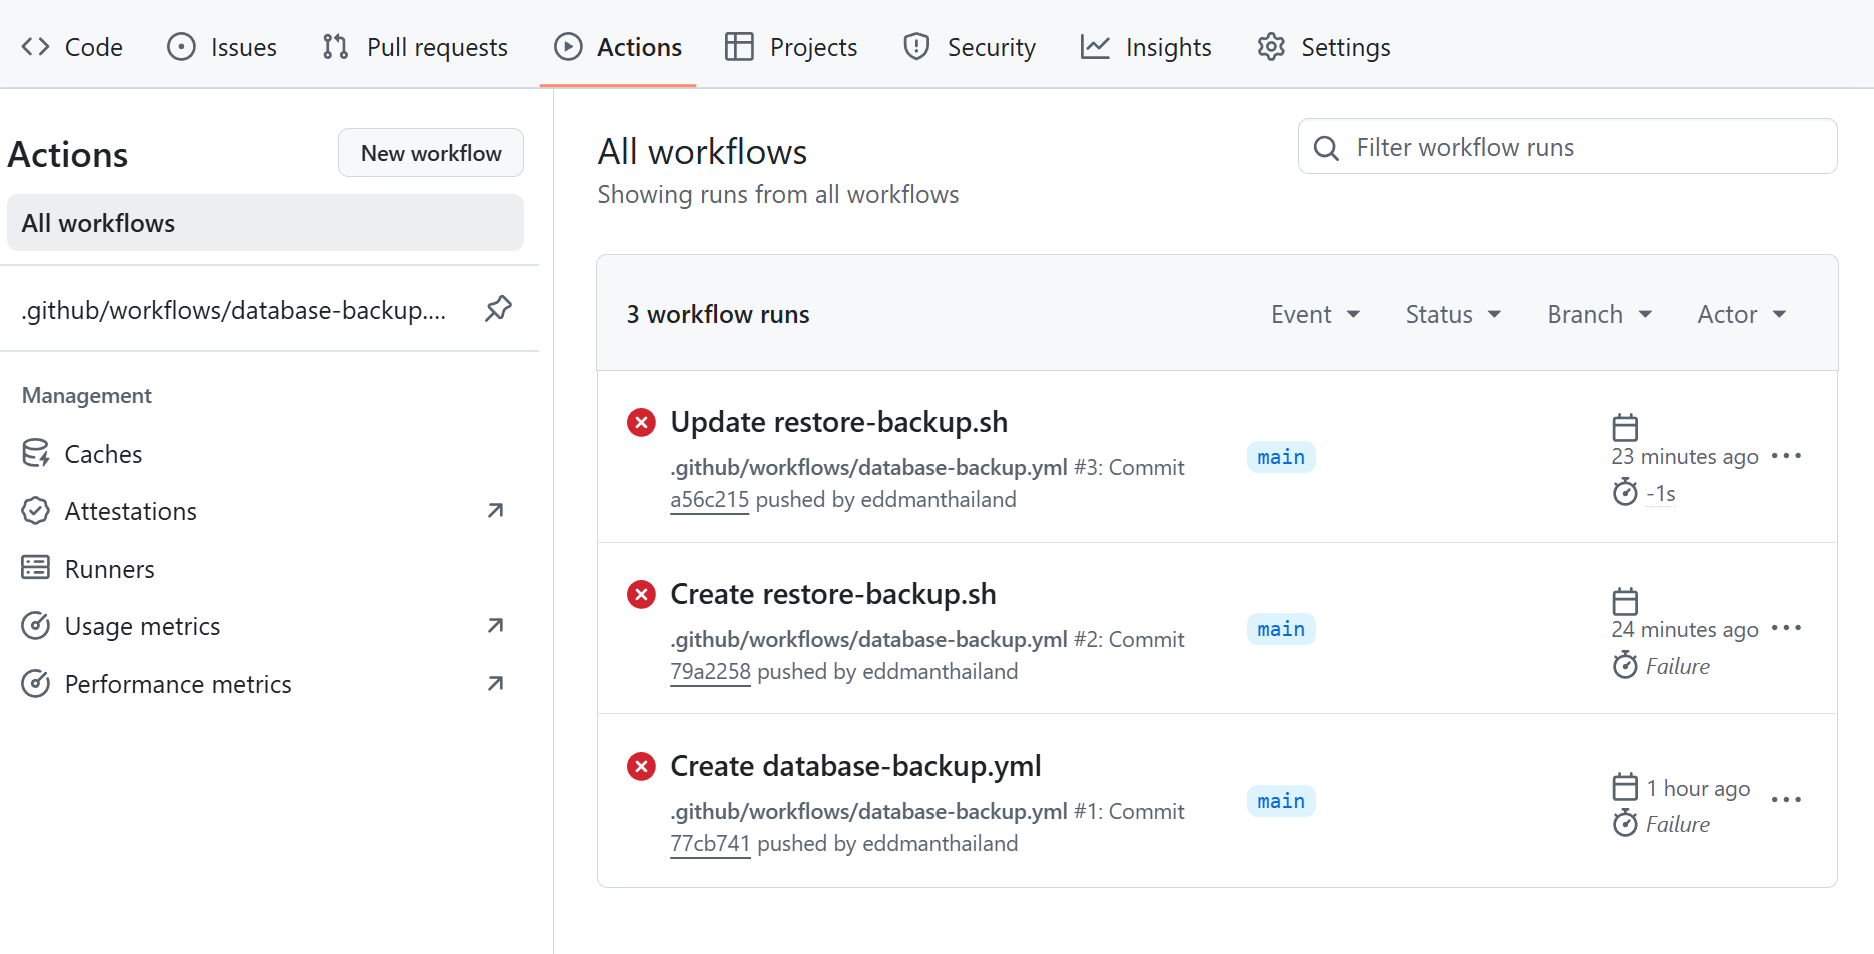 Code Issues Pull requests Actions Projects Security Insights Settings
Actions
New workflow
All workflows
.github/workflows/database-backup....
Management
Caches
Attestations
Runners
Usage metrics
Performance metrics
All workflows
Showing runs from all workflows
Filter workflow runs
3 workflow runs
Event Status Branch Actor
Update restore-backup.sh
.github/workflows/database-backup.yml #3: Commit
a56c215 pushed by eddmanthailand
main
23 minutes ago
-1s
Create restore-backup.sh
.github/workflows/database-backup.yml #2: Commit
79a2258 pushed by eddmanthailand
main
24 minutes ago
Failure
Create database-backup.yml
.github/workflows/database-backup.yml #1: Commit
77cb741 pushed by eddmanthailand
main
1 hour ago
Failure